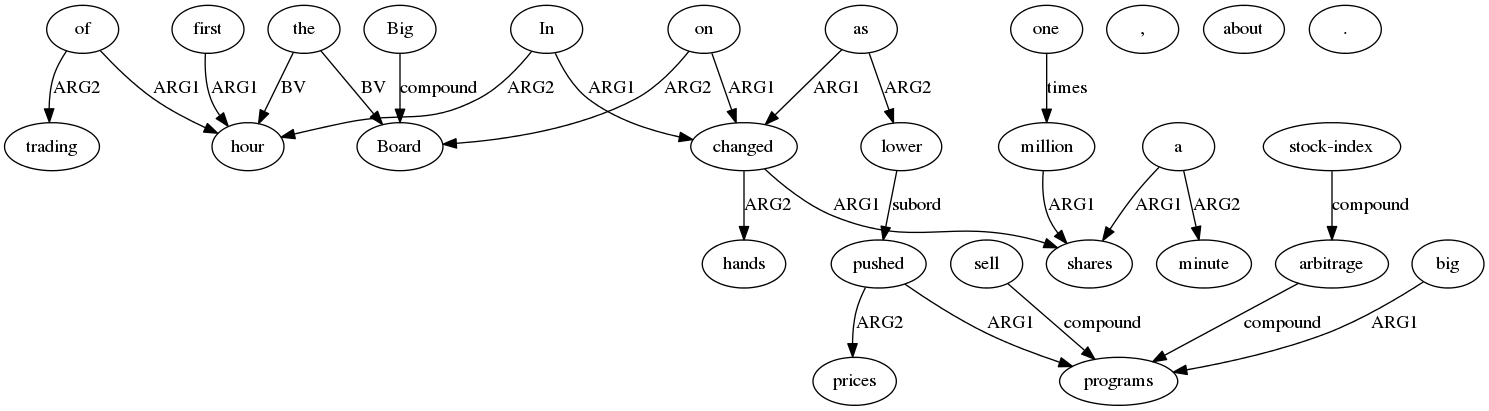 of first the Big In on as one , about .
ARG2 ARG1 ARG1 BV BV compound ARG2 ARG1 ARG2 ARG1 ARG1 ARG2 times
trading hour Board changed lower million a stock-index
ARG2 ARG1 subord ARG1 ARG1 ARG2 compound
hands pushed sell shares minute arbitrage big
ARG2 ARG1 compound compound ARG1
prices programs